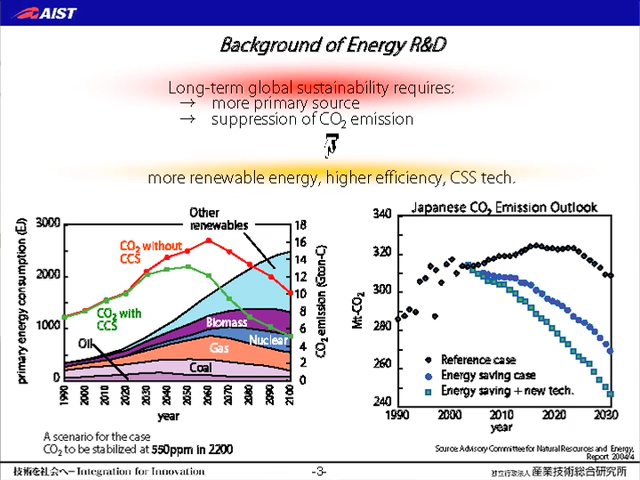 AIST
Background of Energy R&D
Long-term global sustainability requires:
→ more primary source
→ suppression of CO2 emission
more renewable energy, higher efficiency, CSS tech.
Other
renewables
CO2 without
CCS
CO2 with
CCS
Oil
Biomass
Nuclear
Gas
Coal
primary energy consumption (EJ)
3000
2000
1000
0
18
16
14
12
10
8
6
4
2
0
CO2 emission (Gton-C)
1990 2000 2010 2020 2030 2040 2050 2060 2070 2080 2090 2100
year
A scenario for the case
CO2 to be stabilized at 550ppm in 2200
Japanese CO2 Emission Outlook
Mt-CO2
340
320
300
280
260
240
Reference case
Energy saving case
Energy saving + new tech.
1990 2000 2010 2020 2030
year
Source: Advisory Committee for Natural Resources and Energy,
Report 2004/4
技術を社会へ－Integration for Innovation
-3-
独立行政法人 産業技術総合研究所